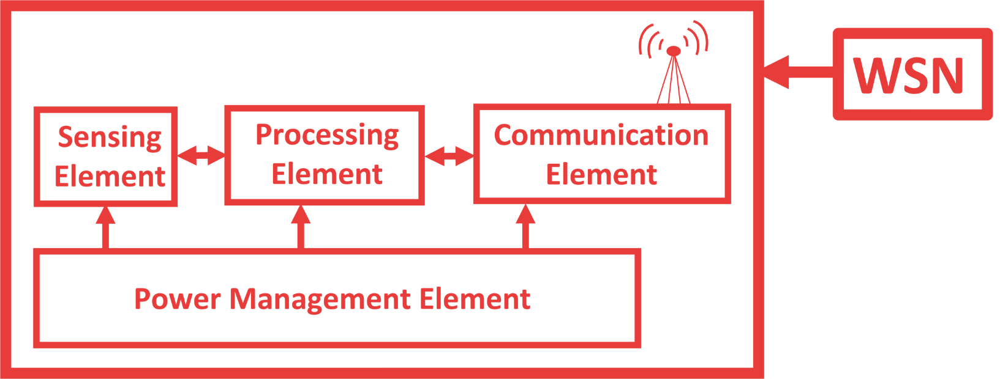 WSN
Sensing
Element
Processing
Element
Communication
Element
Power Management Element